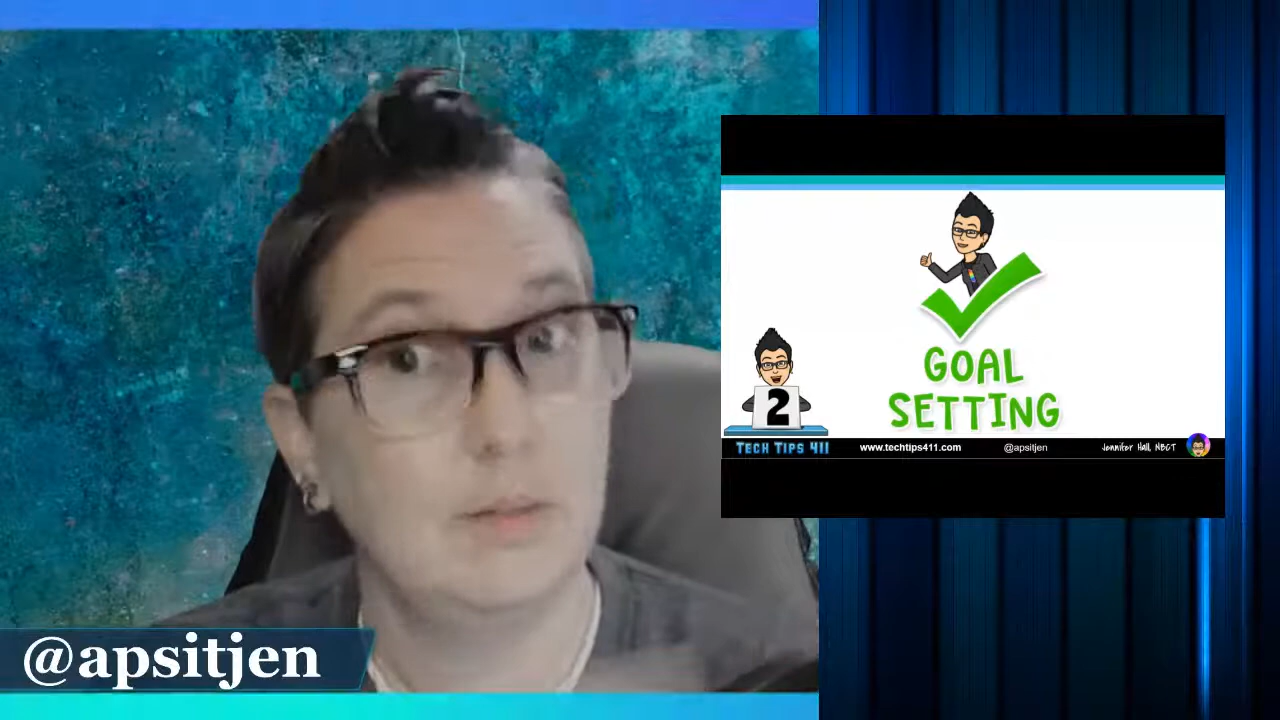 @apsitjen
GOAL
SETTING
2
TECH TIPS 411
www.techtips411.com
@apsitjen
Jennifer Hall, NBCT